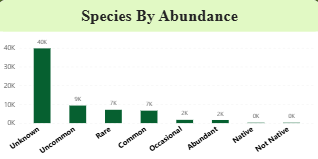 Species By Abundance
40K
30K
20K
10K
0K
40K
9K
7K
7K
2K
2K
0K
0K
Unknown
Uncommon
Rare
Common
Occasional
Abundant
Native
Not Native